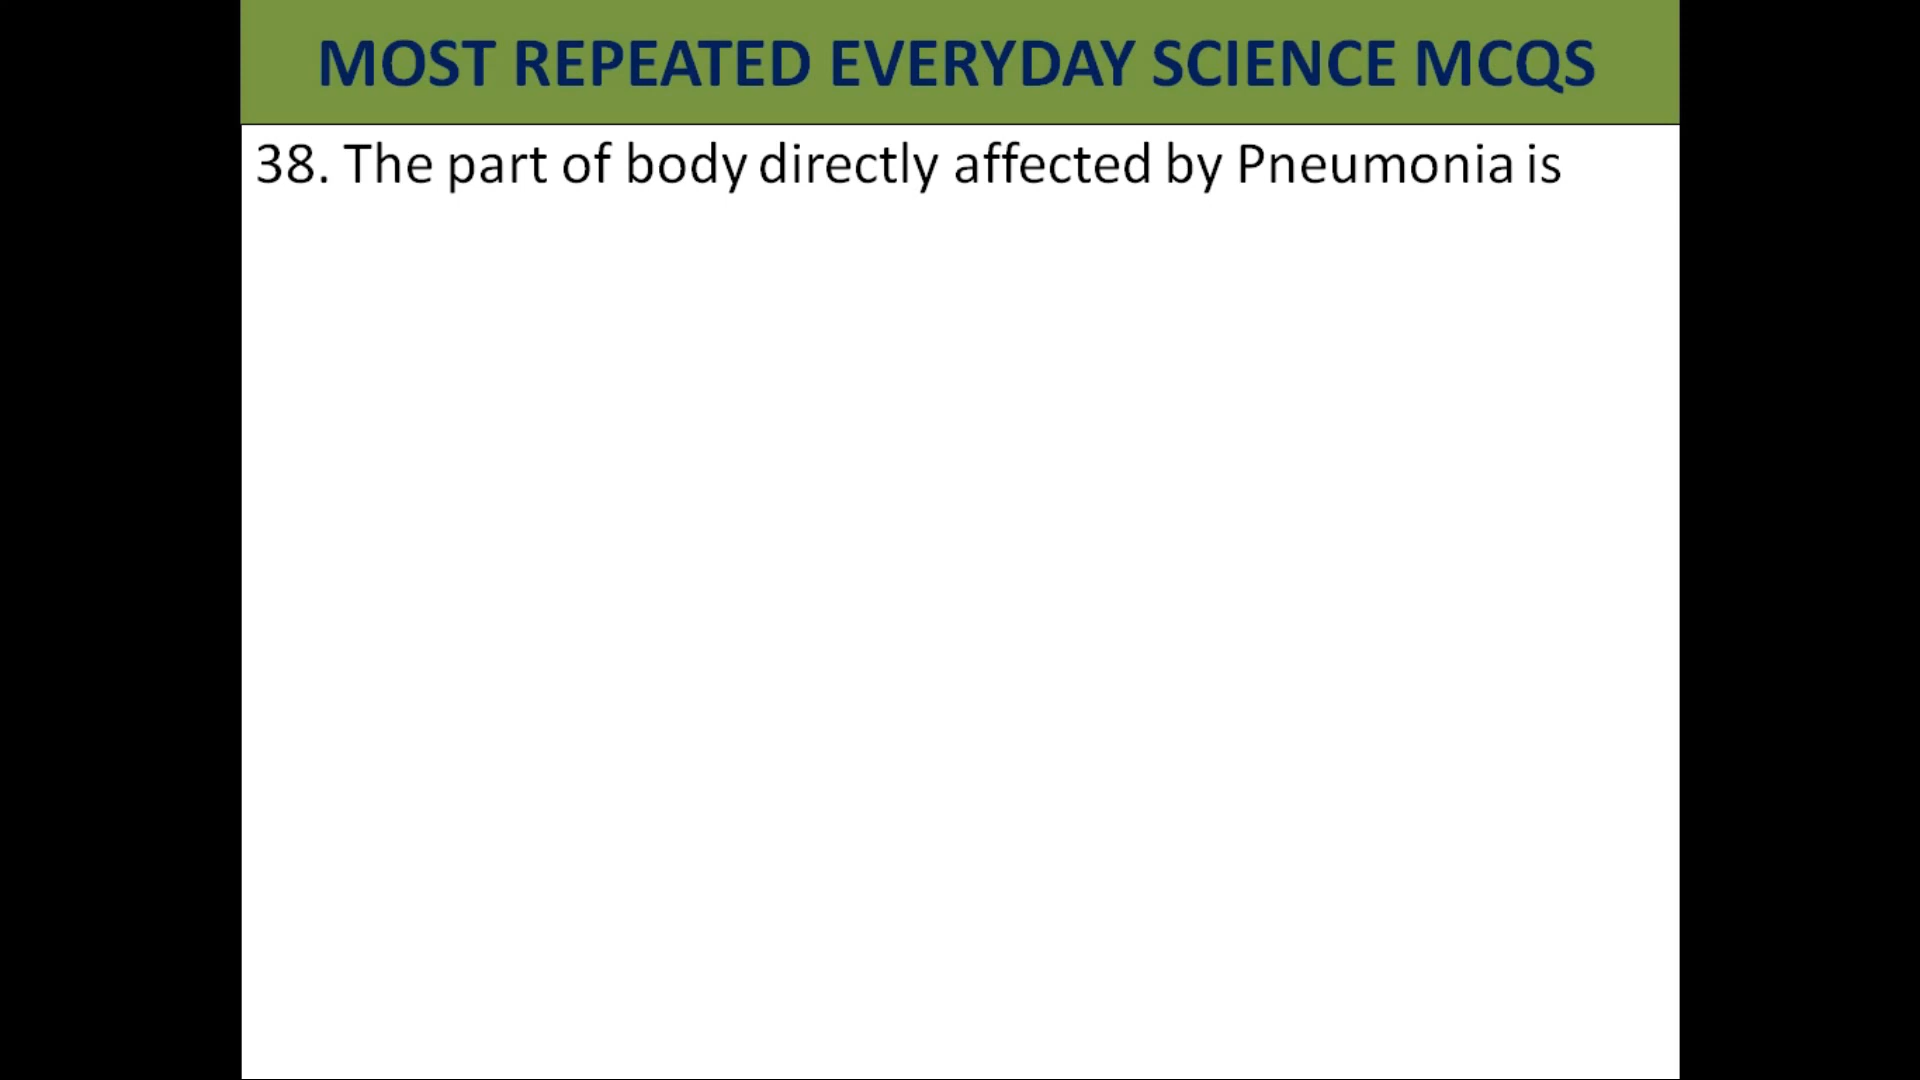 MOST REPEATED EVERYDAY SCIENCE MCQS
38. The part of body directly affected by Pneumonia is